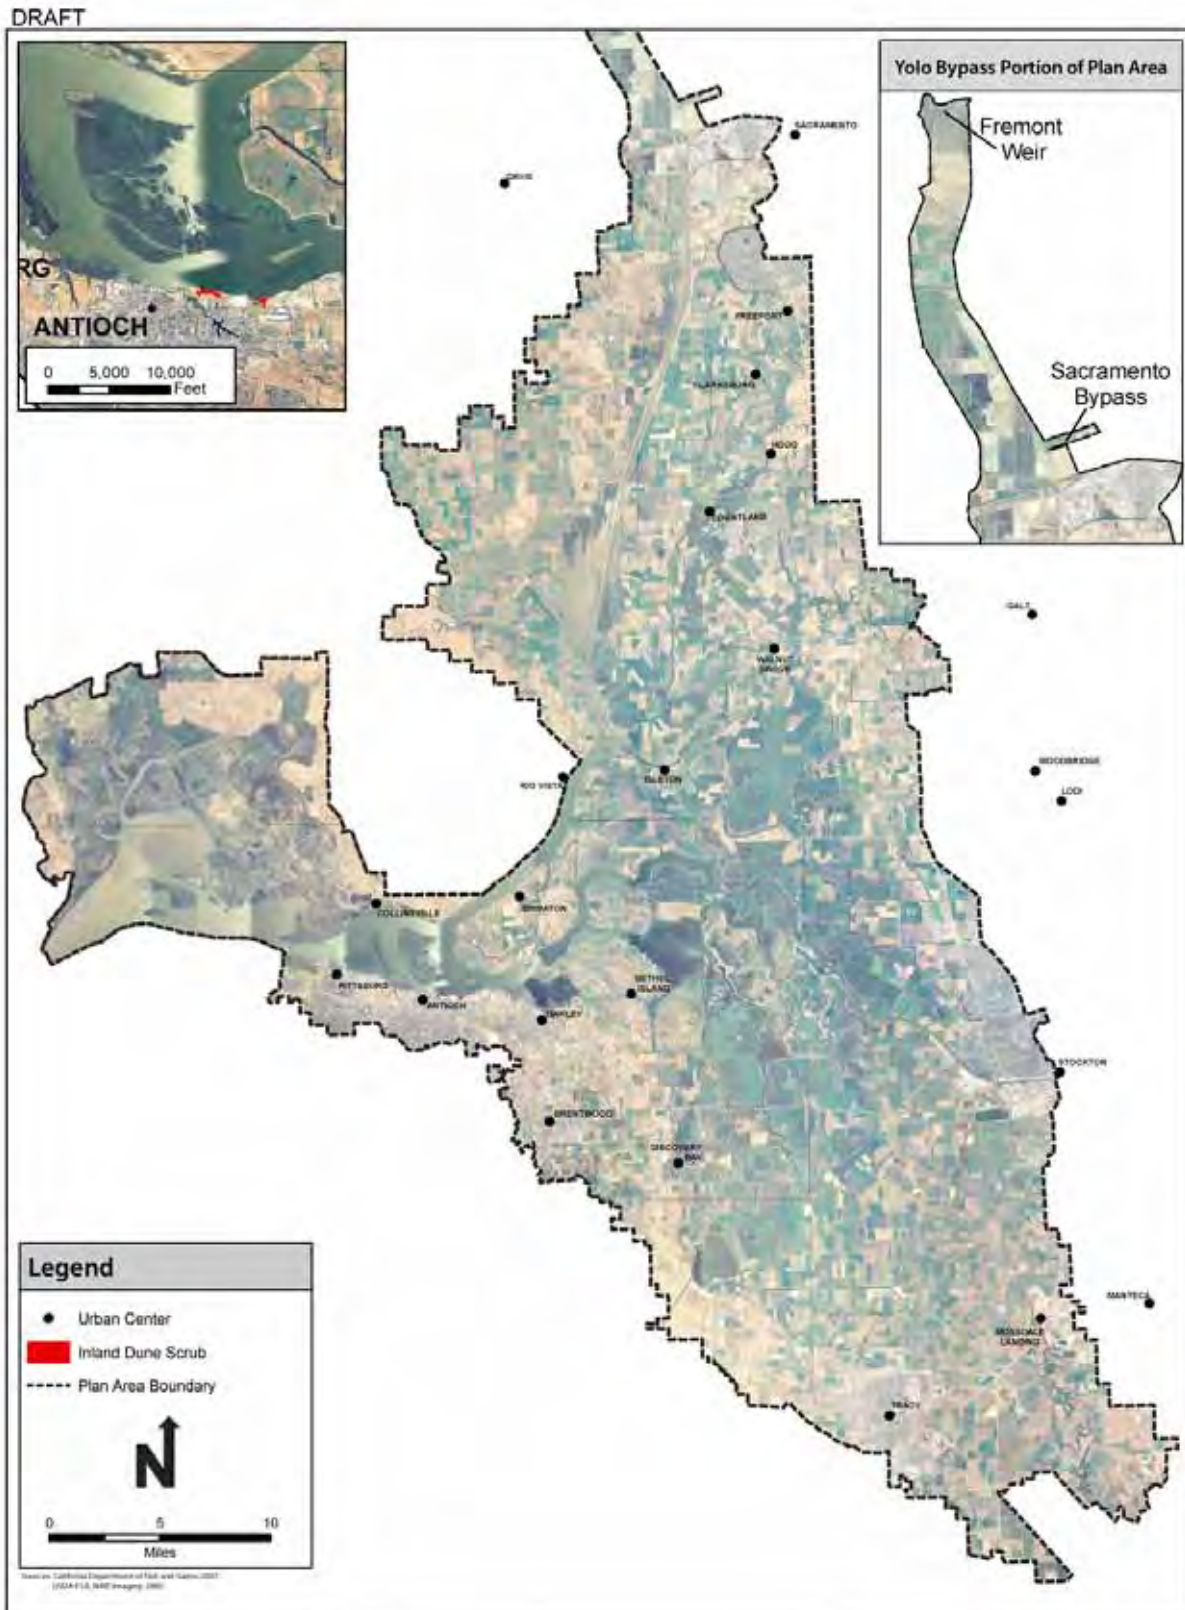 DRAFT
RG
ANTIOCH
0 5,000 10,000
Feet
Yolo Bypass Portion of Plan Area
Fremont
Weir
Sacramento
Bypass
SACRAMENTO
DAVIS
FREEPORT
CLARKSBURG
HOOD
COURTLAND
GALT
WALNUT
GROVE
RIO VISTA
ISLETON
WOODBRIDGE
LODI
COLLINSVILLE
BRANNON
PITTSBURG
ANTIOCH
OAKLEY
BETHEL
ISLAND
STOCKTON
BRENTWOOD
DISCOVERY
BAY
MANTECA
MOSSDALE
LANDING
TRACY
Legend
Urban Center
Inland Dune Scrub
Plan Area Boundary
N
0 5 10
Miles